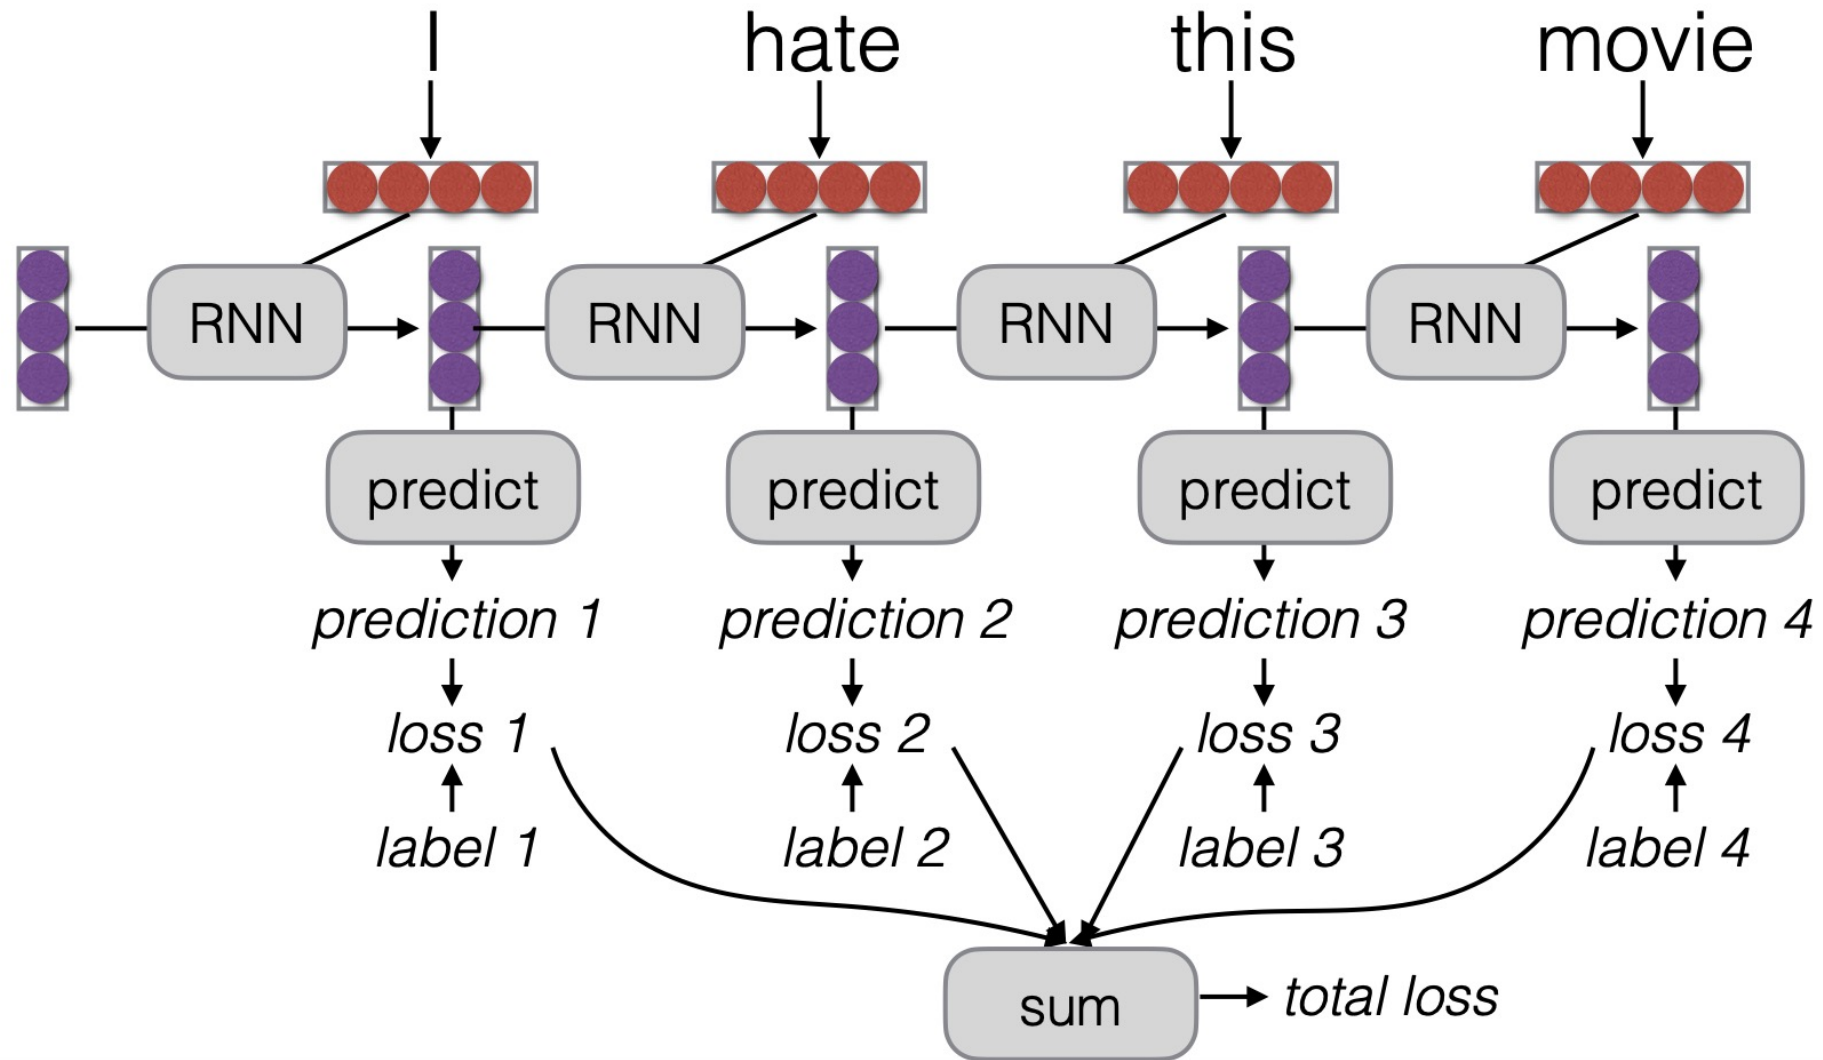 I hate this movie
RNN RNN RNN RNN
predict predict predict predict
prediction 1 prediction 2 prediction 3 prediction 4
loss 1 loss 2 loss 3 loss 4
label 1 label 2 label 3 label 4
sum total loss